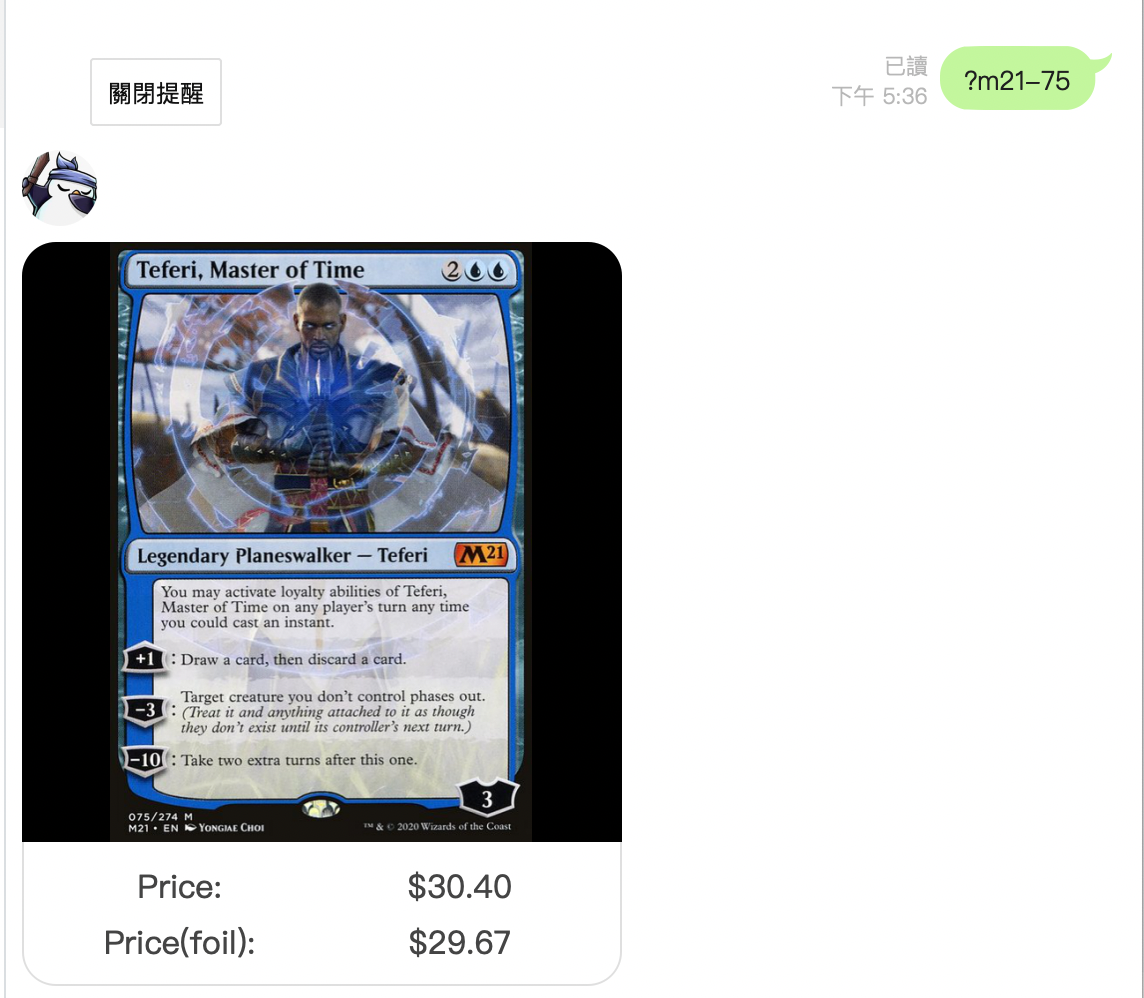 已讀
下午 5:36
?m21-75
關閉提醒
Teferi, Master of Time 2
Legendary Planeswalker — Teferi M21
You may activate loyalty abilities of Teferi,
Master of Time on any player's turn any time
you could cast an instant.
+1 : Draw a card, then discard a card.
Target creature you don't control phases out.
-3 : (Treat it and anything attached to it as though
they don't exist until its controller's next turn.)
-10 : Take two extra turns after this one.
3
075/274 M
M21 • EN Yongjae Choi
™ & © 2020 Wizards of the Coast
Price: $30.40
Price(foil): $29.67